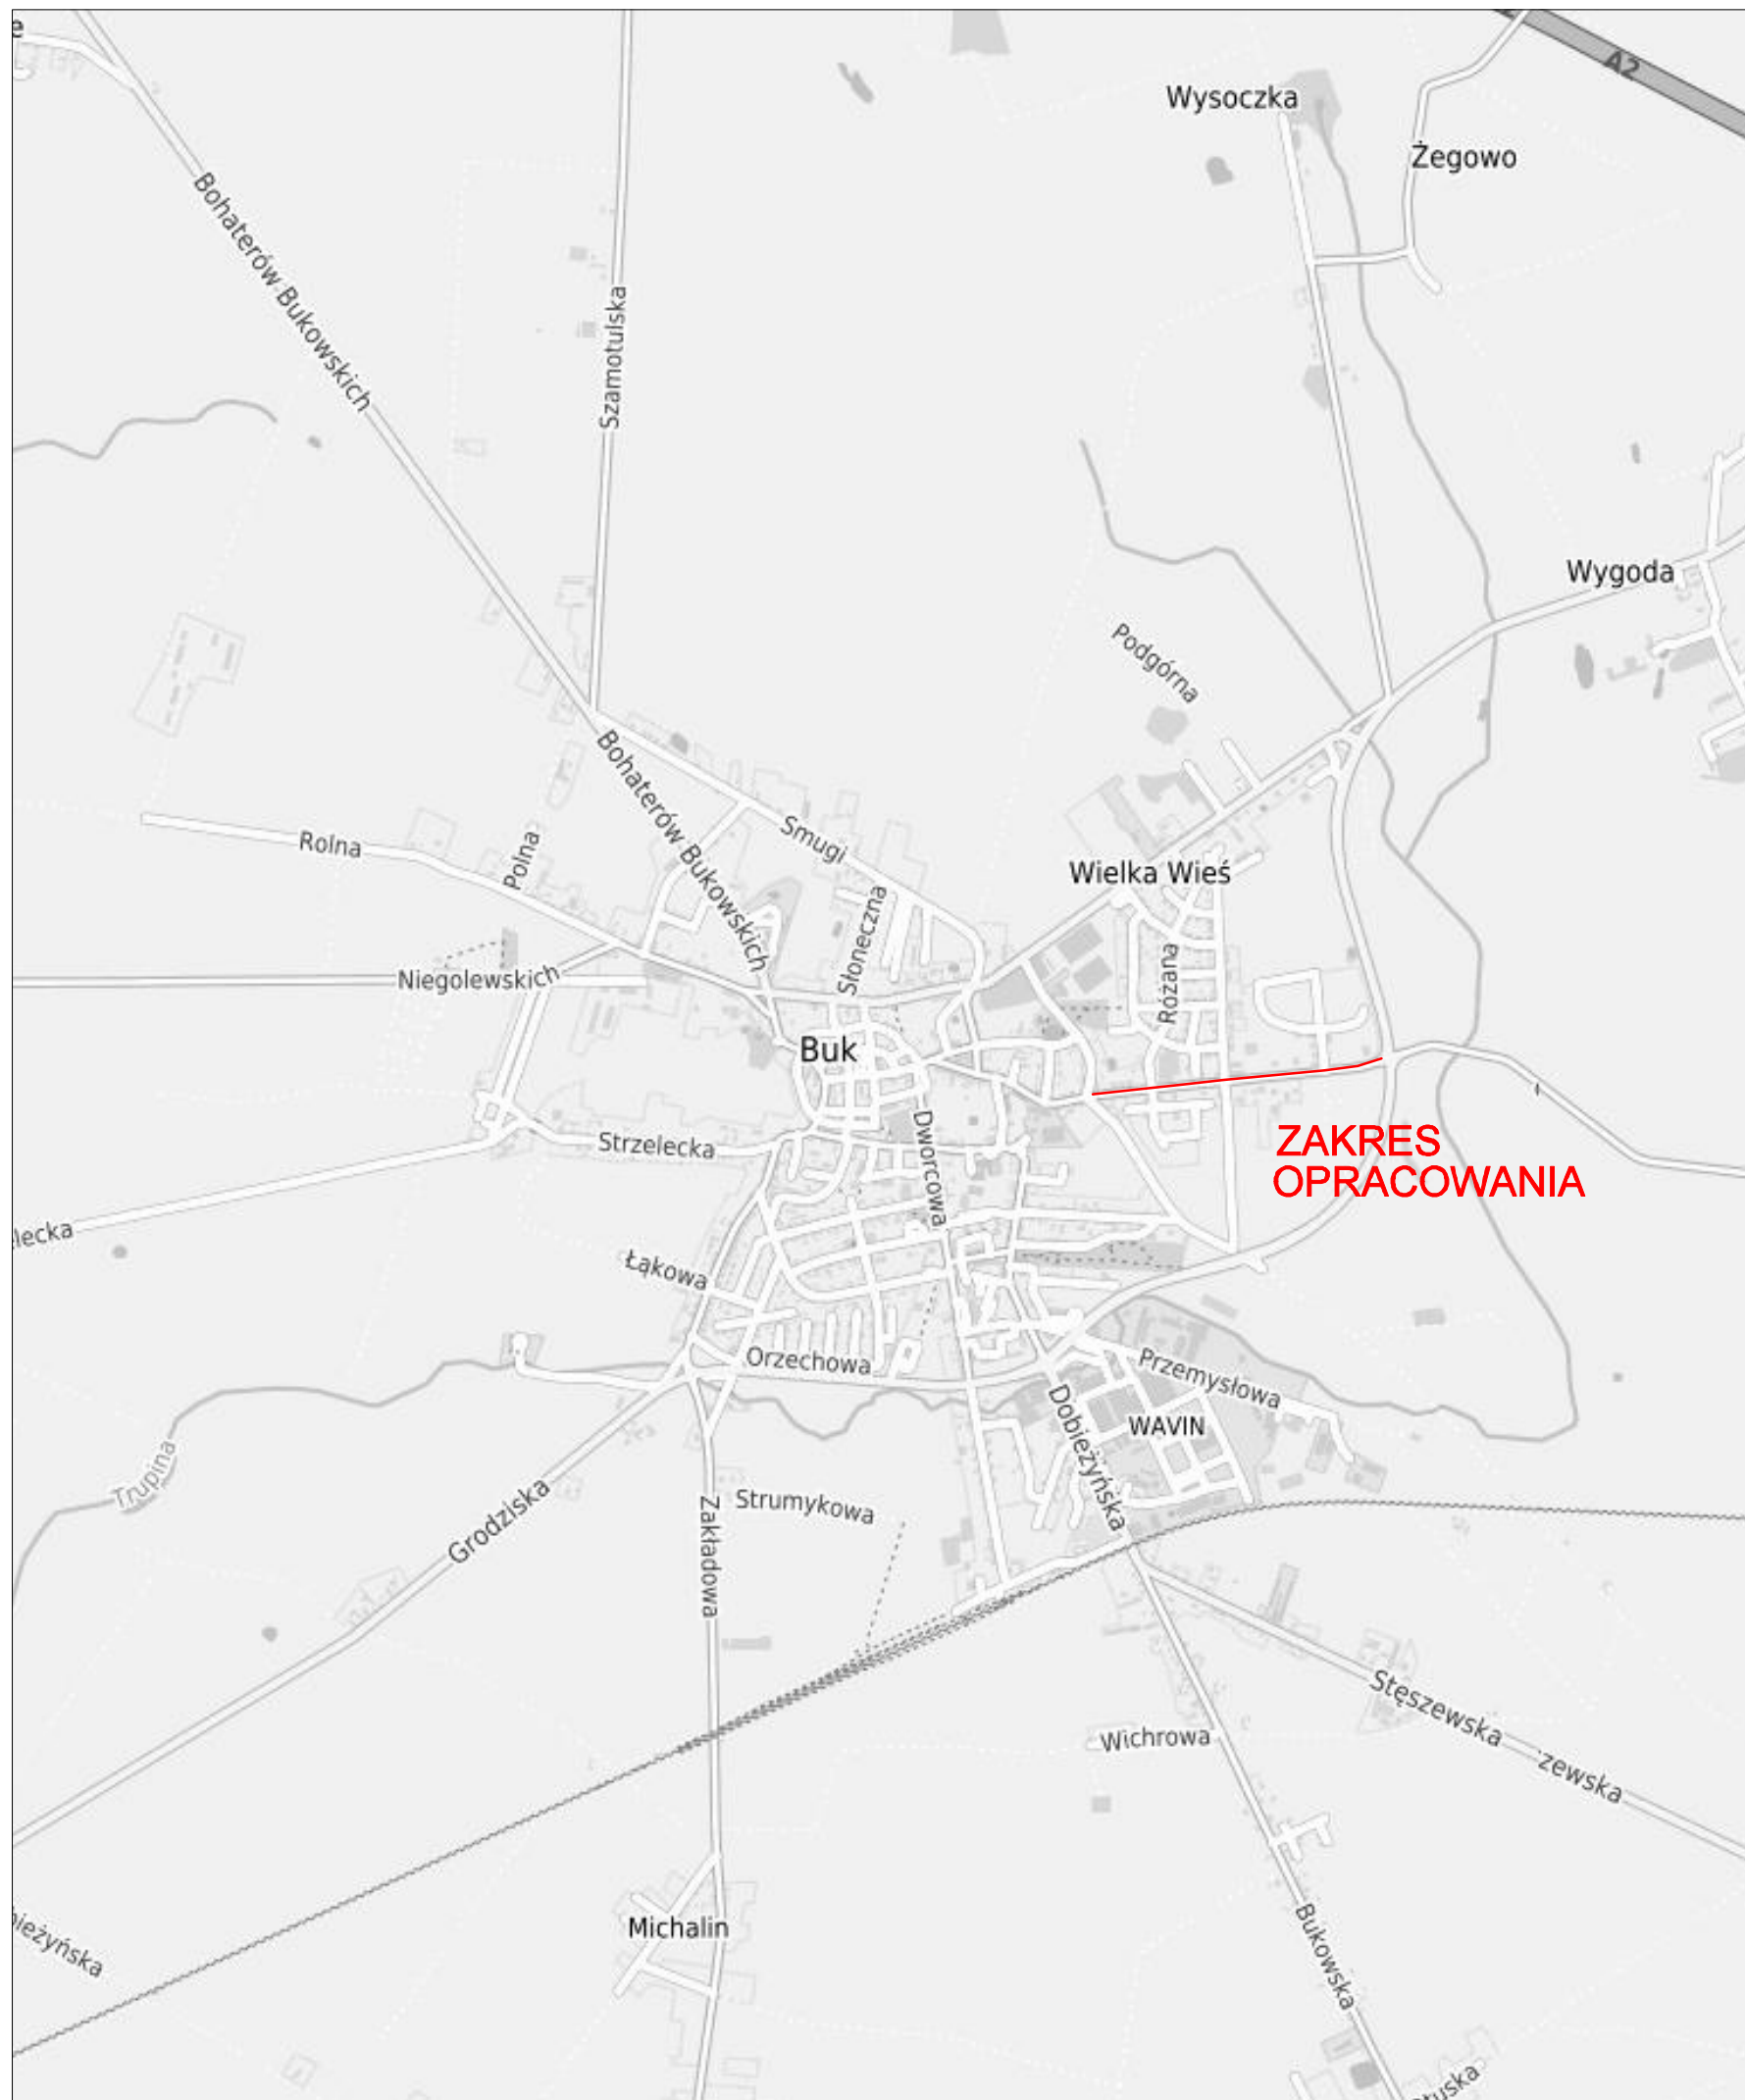 e
A2
Wysoczka
Żegowo
Bohaterów Bukowskich
Szamotulska
Wygoda
Podgórna
Bohaterów Bukowskich
Smugi
Rolna
Polna
Wielka Wieś
Słoneczna
Różana
Niegolewskich
Buk
Strzelecka
Dworcowa
ZAKRES
OPRACOWANIA
lecka
Łąkowa
Orzechowa
Przemysłowa
Dobieżyńska
WAVIN
Trupina
Grodziska
Zakładowa
Strumykowa
Stęszewska
zewska
Wichrowa
Michalin
Bukowska
ieżyńska
uska